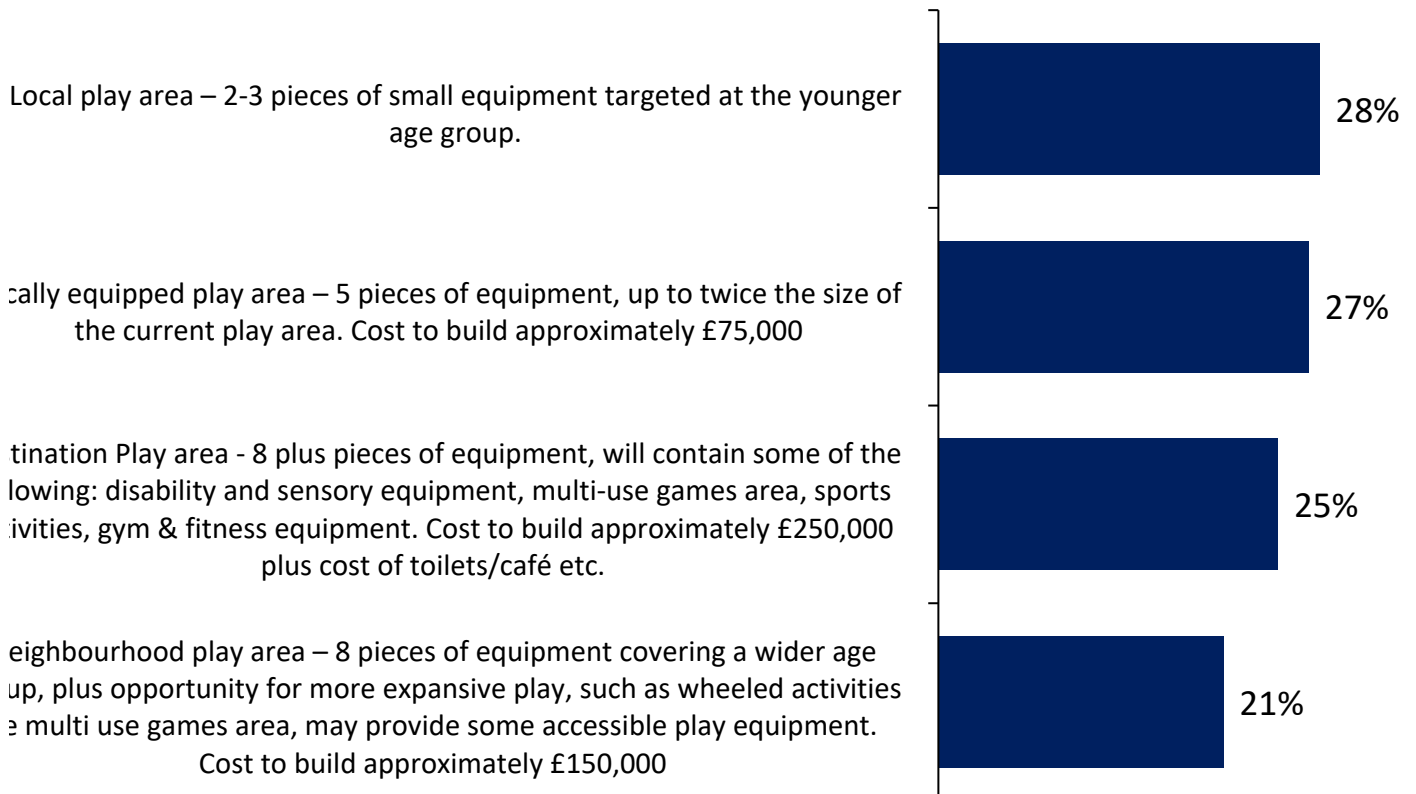 Local play area – 2-3 pieces of small equipment targeted at the younger
age group.
28%
cally equipped play area – 5 pieces of equipment, up to twice the size of
the current play area. Cost to build approximately £75,000
27%
tination Play area - 8 plus pieces of equipment, will contain some of the
lowing: disability and sensory equipment, multi-use games area, sports
tivities, gym & fitness equipment. Cost to build approximately £250,000
plus cost of toilets/café etc.
25%
eighbourhood play area – 8 pieces of equipment covering a wider age
up, plus opportunity for more expansive play, such as wheeled activities
e multi use games area, may provide some accessible play equipment.
Cost to build approximately £150,000
21%